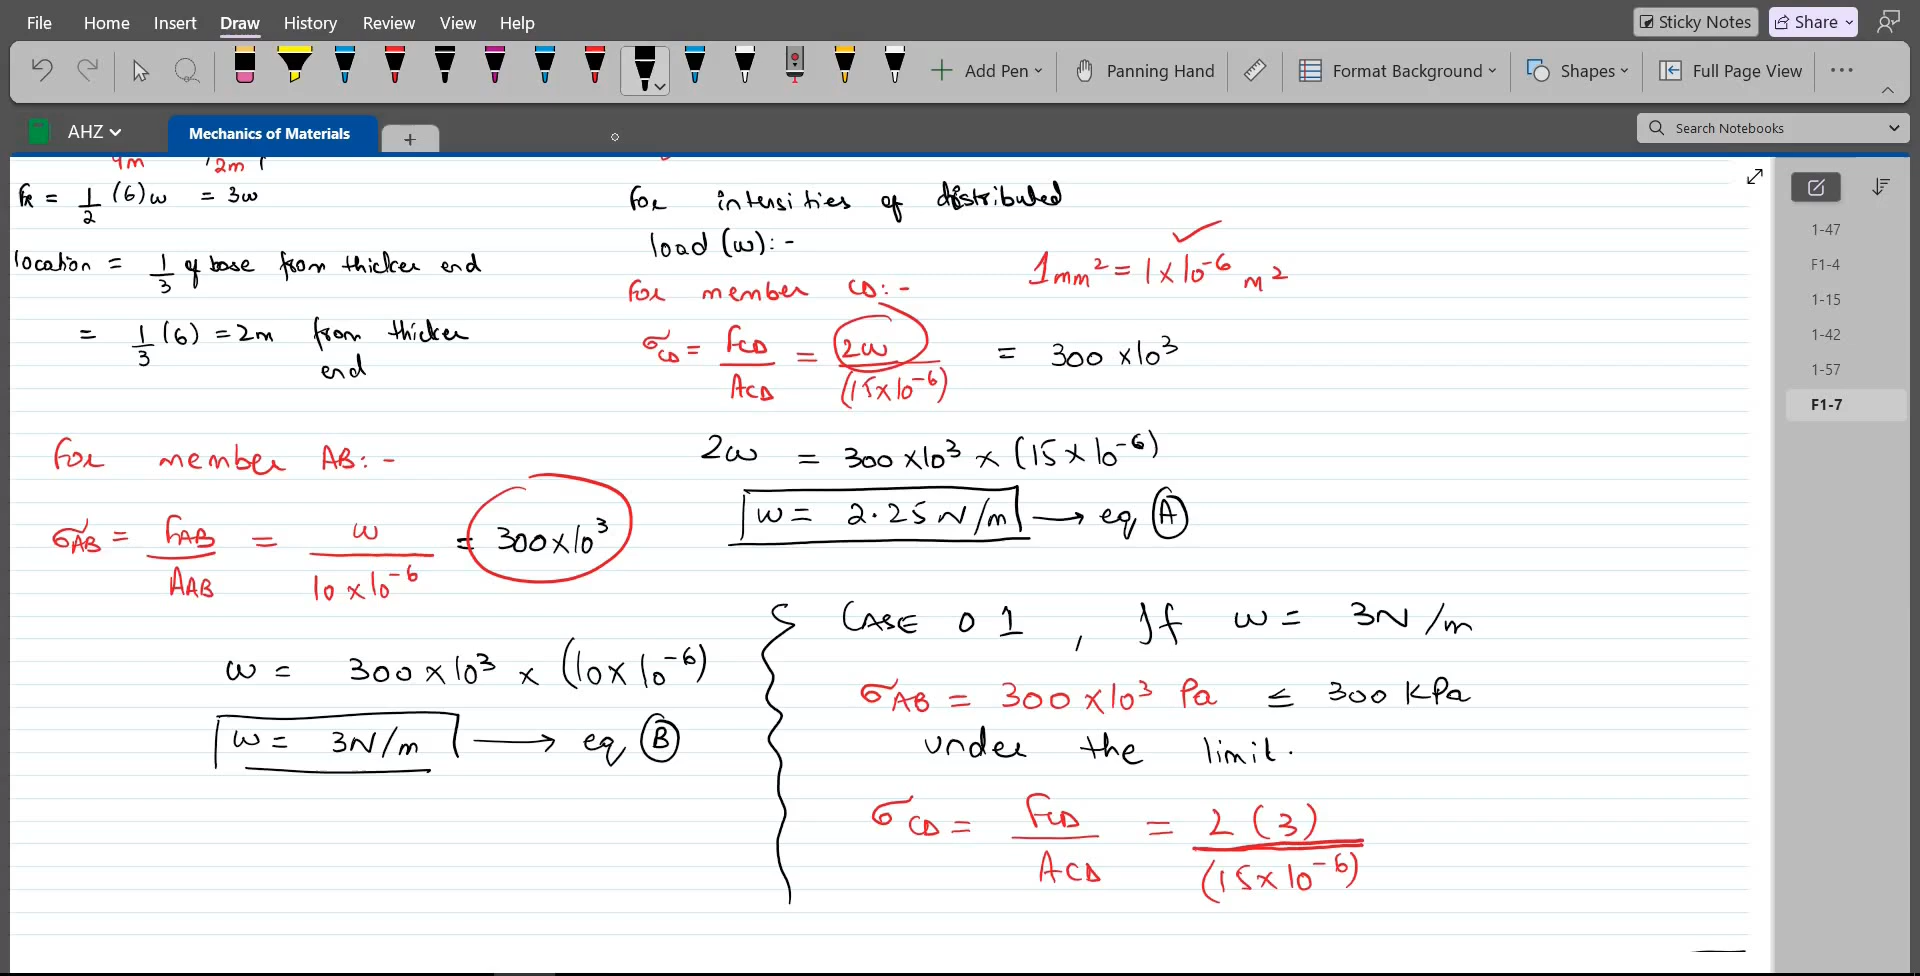 File Home Insert Draw History Review View Help Sticky Notes Share
Add Pen Panning Hand Format Background Shapes Full Page View
AHZ Mechanics of Materials + Search Notebooks
4m 2m
FR = 1/2 (6)w = 3w
location = 1/3 of base from thicker end
= 1/3 (6) = 2m from thicker
end
For member AB:-
σAB = FAB / AAB = w / 10 × 10⁻⁶ = 300×10³
w = 300×10³ × (10×10⁻⁶)
w = 3N/m → eq B
For intensities of distributed
load (w):-
For member CD:-
1mm² = 1×10⁻⁶ m²
σCD = FCD / ACD = 2w / (15×10⁻⁶) = 300×10³
2w = 300×10³ × (15×10⁻⁶)
w = 2.25N/m → eq A
CASE 01, If w = 3N/m
σAB = 300×10³ Pa ≤ 300 KPa
under the limit.
σCD = FCD / ACD = 2(3) / (15×10⁻⁶)
1-47
F1-4
1-15
1-42
1-57
F1-7